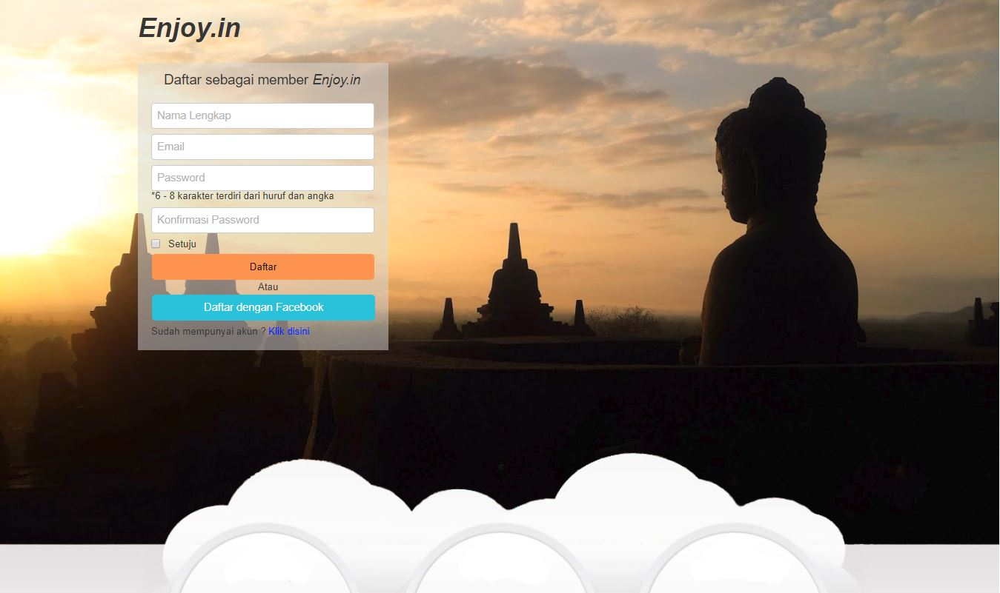 Enjoy.in
Daftar sebagai member Enjoy.in
Nama Lengkap
Email
Password
*6 - 8 karakter terdiri dari huruf dan angka
Konfirmasi Password
Setuju
Daftar
Atau
Daftar dengan Facebook
Sudah mempunyai akun ? Klik disini